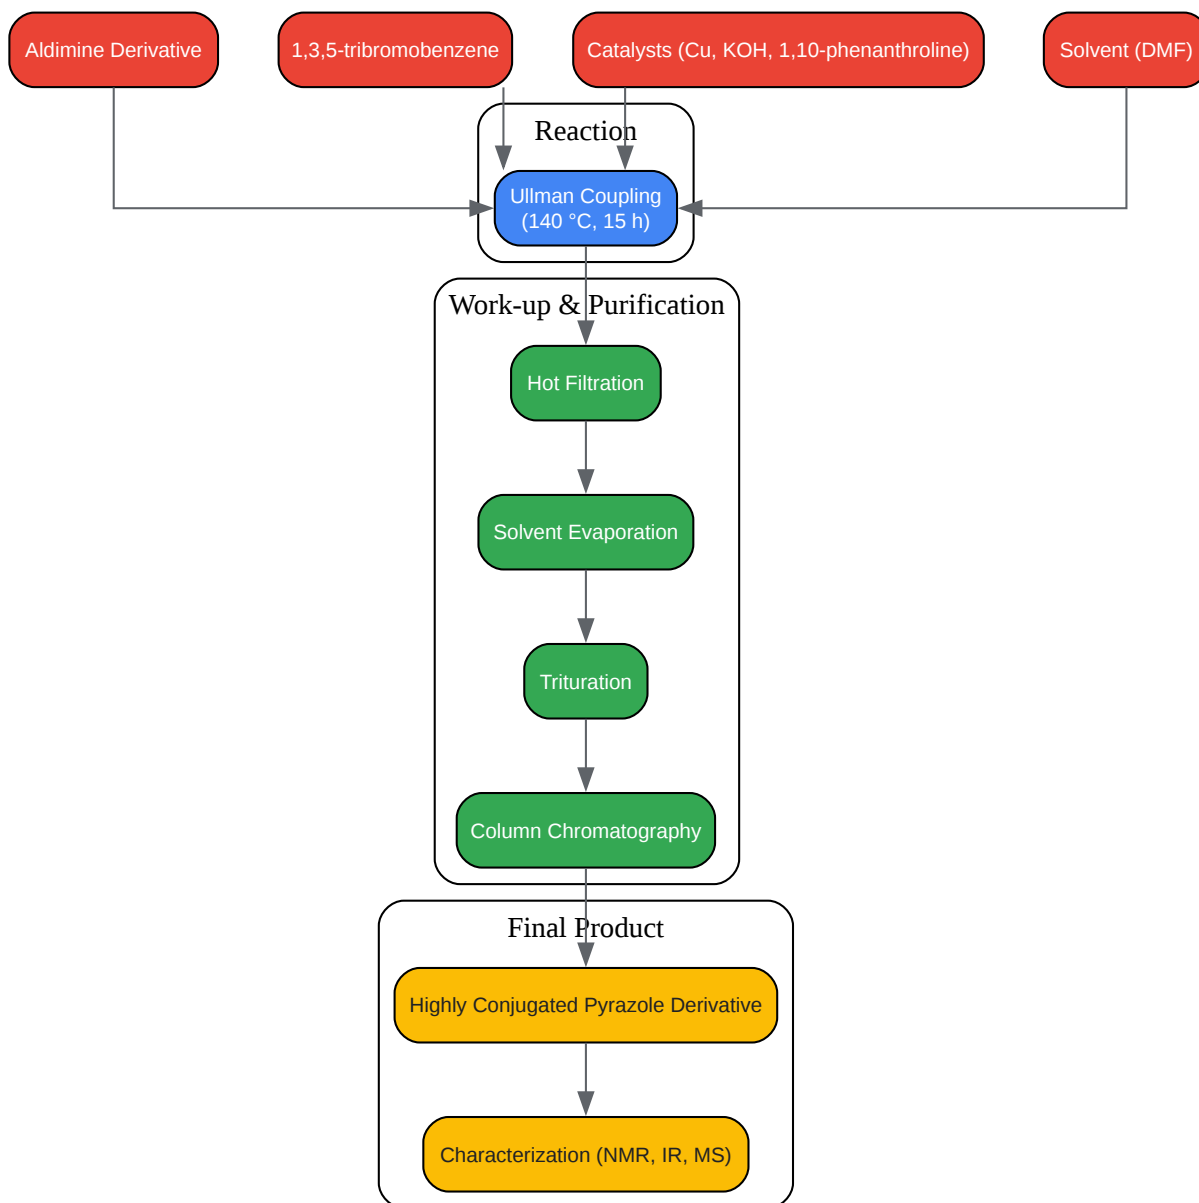 Aldimine Derivative
1,3,5-tribromobenzene
Catalysts (Cu, KOH, 1,10-phenanthroline)
Solvent (DMF)
Reaction
Ullman Coupling
(140 °C, 15 h)
Work-up & Purification
Hot Filtration
Solvent Evaporation
Trituration
Column Chromatography
Final Product
Highly Conjugated Pyrazole Derivative
Characterization (NMR, IR, MS)